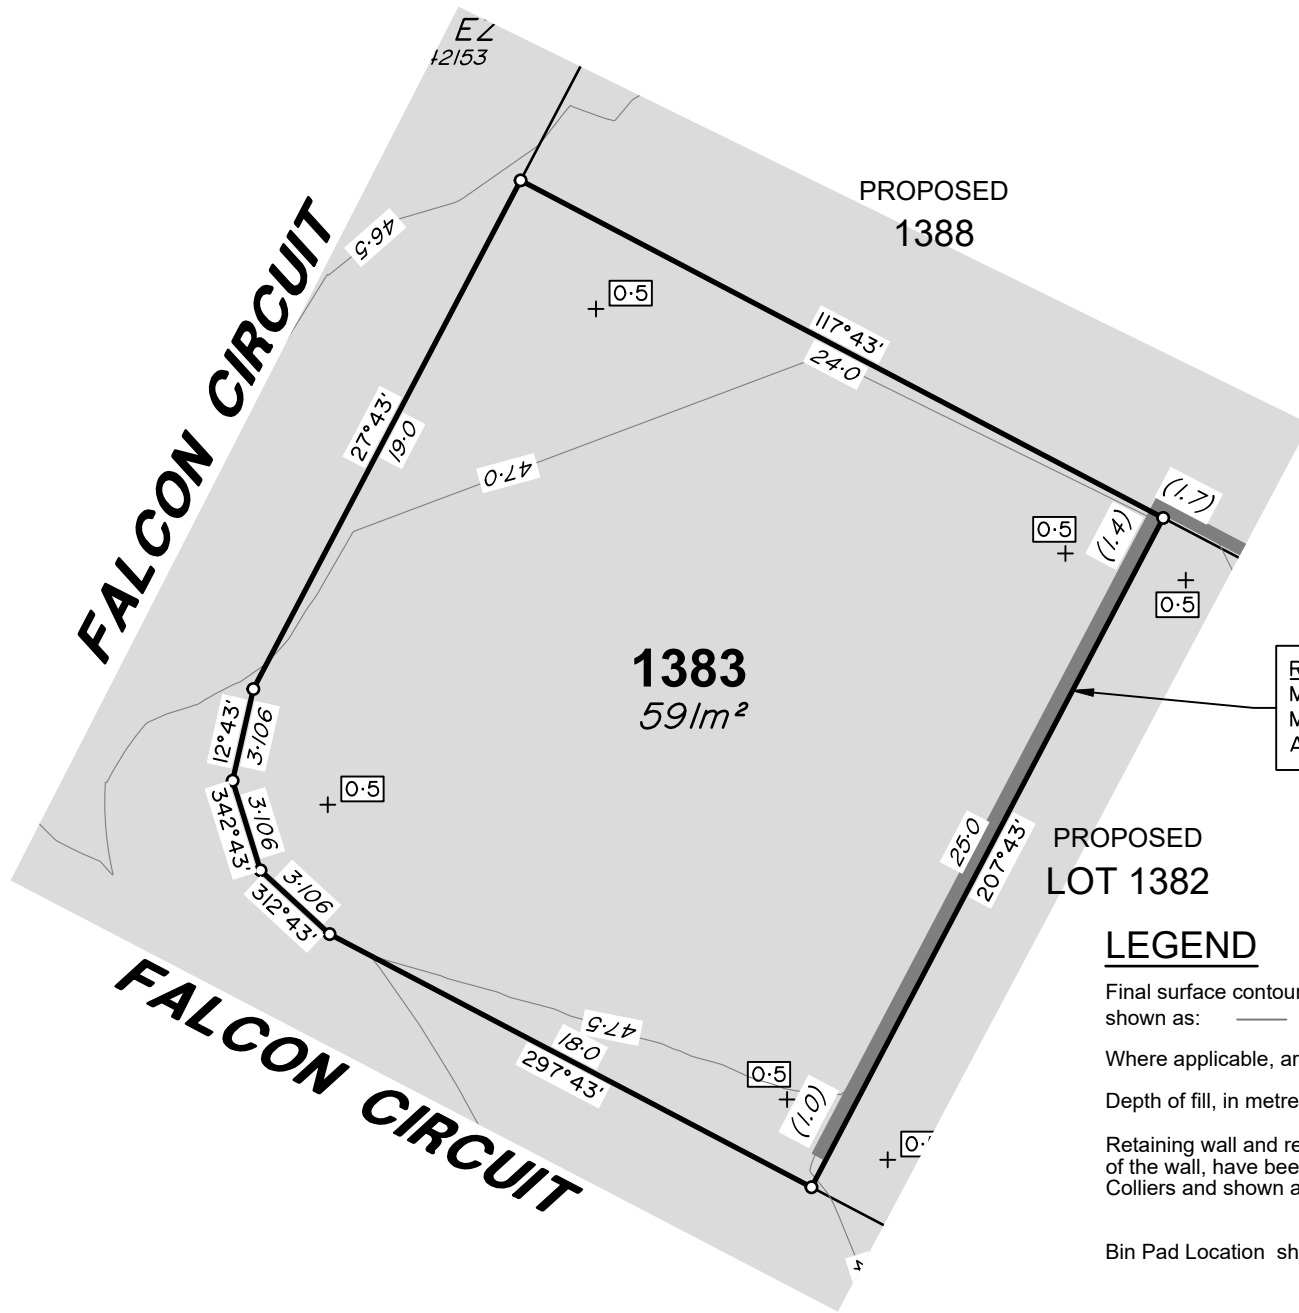 42153
PROPOSED
1388
FALCON CIRCUIT
46·5
0·5
117°43'
24·0
27°43'
19·0
47·0
(1.7)
(1.4)
0·5
0·5
1383
591m²
12°43'
3·106
342°43'
3·106
312°43'
3·106
0·5
25·0
207°43'
PROPOSED
LOT 1382
LEGEND
Final surface contour
shown as:
Where applicable,
Depth of fill, in metre
Retaining wall and re
of the wall, have bee
Colliers and shown a
Bin Pad Location sh
FALCON CIRCUIT
47·5
18·0
297°43'
0·5
(1.0)